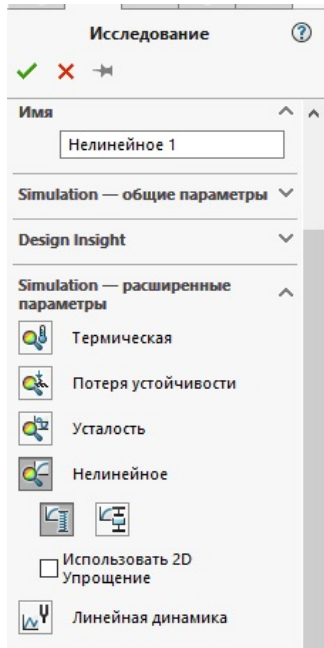 Исследование
Имя
Нелинейное 1
Simulation — общие параметры
Design Insight
Simulation — расширенные
параметры
Термическая
Потеря устойчивости
Усталость
Нелинейное
Использовать 2D
Упрощение
Линейная динамика